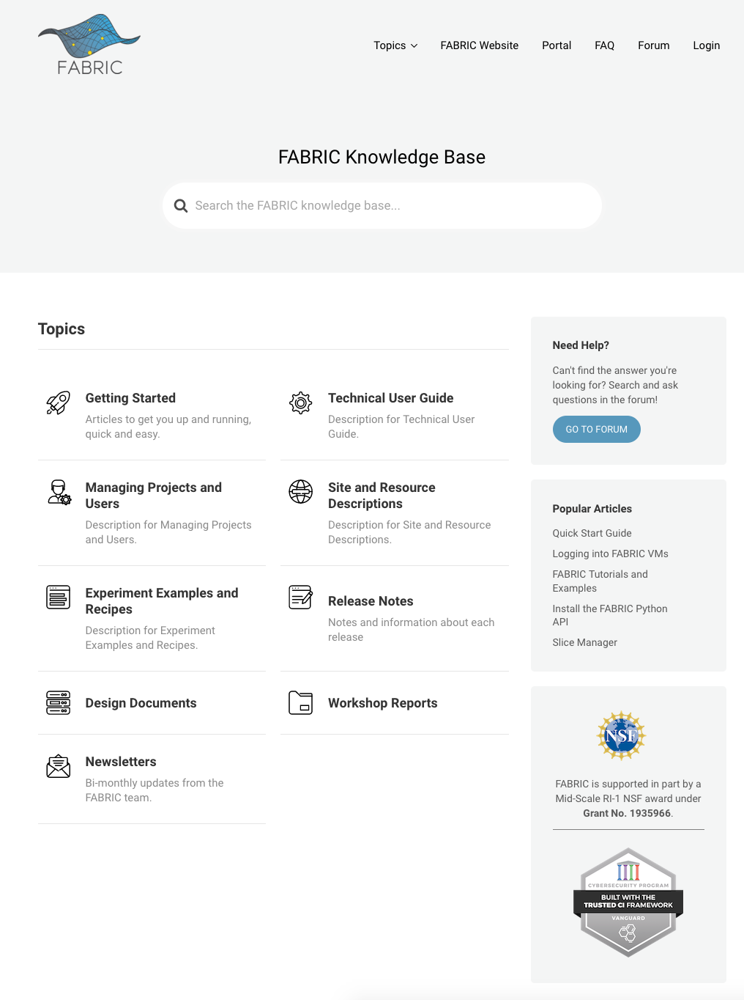 FABRIC
Topics
FABRIC Website
Portal
FAQ
Forum
Login
FABRIC Knowledge Base
Search the FABRIC knowledge base...
Topics
Getting Started
Articles to get you up and running,
quick and easy.
Technical User Guide
Description for Technical User
Guide.
Managing Projects and
Users
Description for Managing Projects
and Users.
Site and Resource
Descriptions
Description for Site and Resource
Descriptions.
Experiment Examples and
Recipes
Description for Experiment
Examples and Recipes.
Release Notes
Notes and information about each
release
Design Documents
Workshop Reports
Newsletters
Bi-monthly updates from the
FABRIC team.
Need Help?
Can't find the answer you're
looking for? Search and ask
questions in the forum!
GO TO FORUM
Popular Articles
Quick Start Guide
Logging into FABRIC VMs
FABRIC Tutorials and
Examples
Install the FABRIC Python
API
Slice Manager
NSF
FABRIC is supported in part by a
Mid-Scale RI-1 NSF award under
Grant No. 1935966.
CYBERSECURITY PROGRAM
BUILT WITH THE
TRUSTED CI FRAMEWORK
VANGUARD